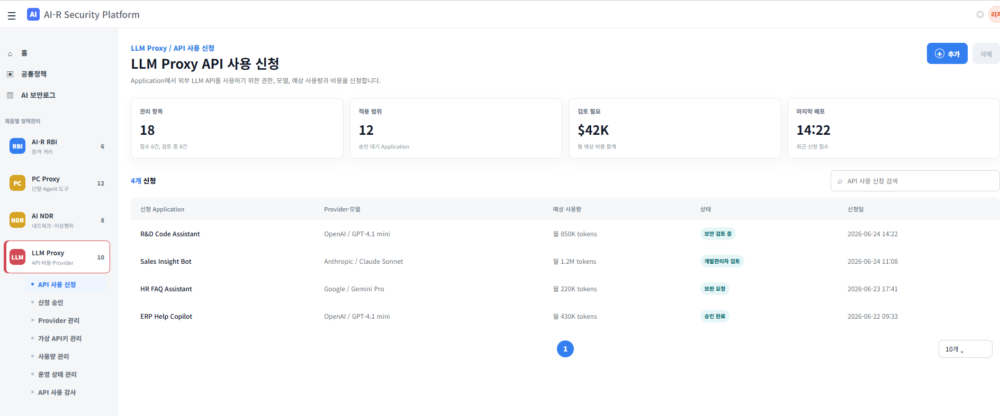 AI AI-R Security Platform
리자
홈
공통정책
AI 보안로그
제품별 정책관리
RBI AI-R RBI 6
원격 격리
PC PC Proxy 12
단말·Agent·도구
NDR AI NDR 8
네트워크·이상행위
LLM LLM Proxy 10
API·비용·Provider
API 사용 신청
신청 승인
Provider 관리
가상 API키 관리
사용량 관리
운영 상태 관리
API 사용 감사
LLM Proxy / API 사용 신청
LLM Proxy API 사용 신청
Application에서 외부 LLM API를 사용하기 위한 권한, 모델, 예상 사용량과 비용을 신청합니다.
추가 삭제
관리 항목
18
접수 6건, 검토 중 8건
적용 범위
12
승인 대기 Application
검토 필요
$42K
월 예상 비용 합계
마지막 배포
14:22
최근 신청 접수
4개 신청
API 사용 신청 검색
신청 Application Provider·모델 예상 사용량 상태 신청일
R&D Code Assistant OpenAI / GPT-4.1 mini 월 850K tokens 보안 검토 중 2026-06-24 14:22
Sales Insight Bot Anthropic / Claude Sonnet 월 1.2M tokens 개발관리자 검토 2026-06-24 11:08
HR FAQ Assistant Google / Gemini Pro 월 220K tokens 보완 요청 2026-06-23 17:41
ERP Help Copilot OpenAI / GPT-4.1 mini 월 430K tokens 승인 완료 2026-06-22 09:33
1
10개